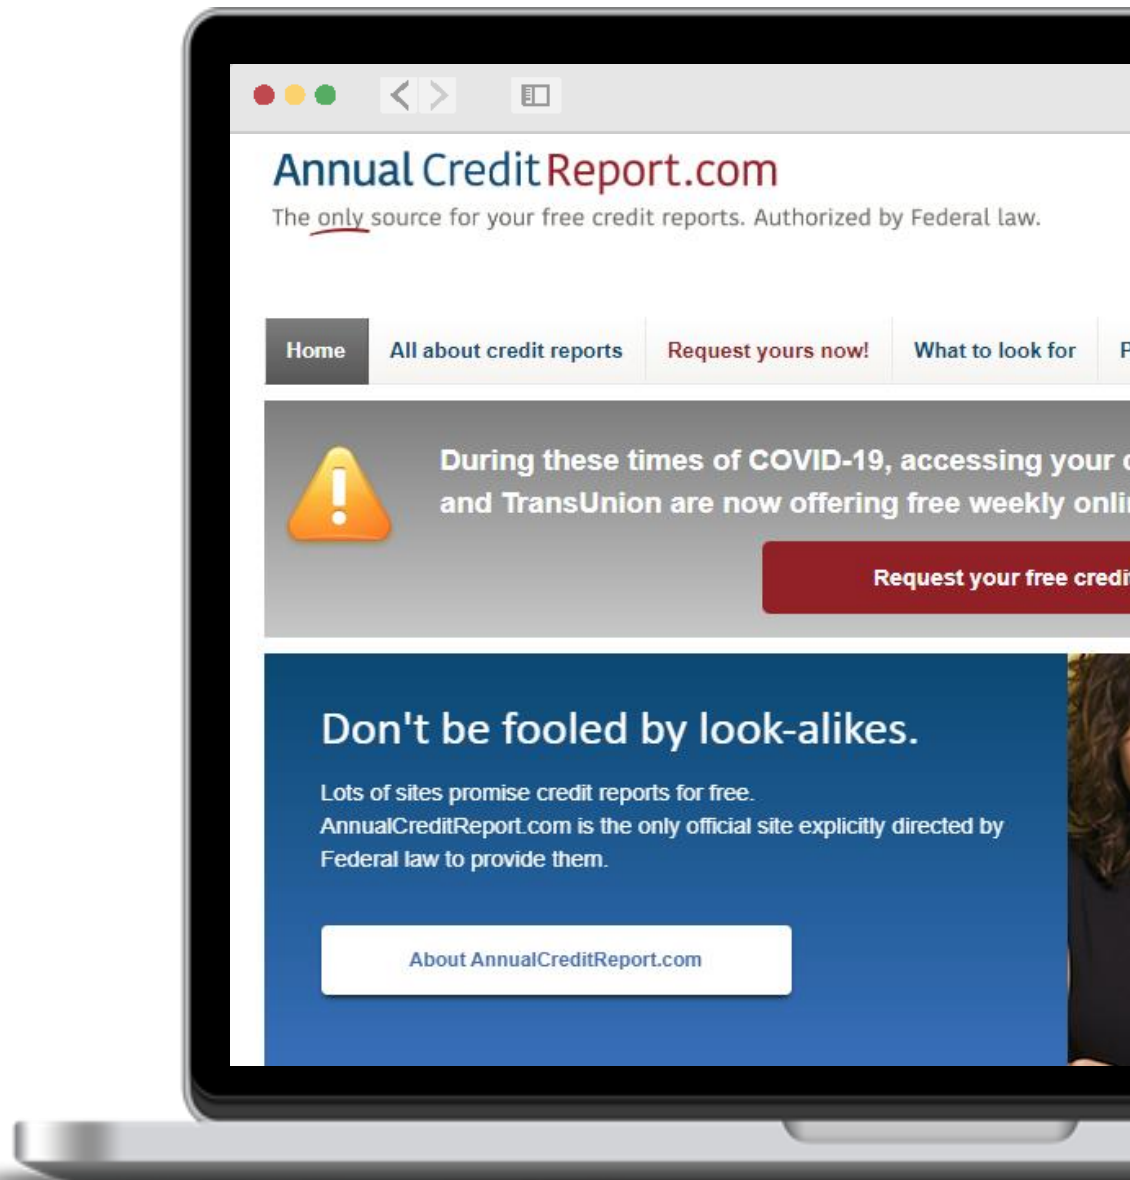 AnnualCreditReport.com
The only source for your free credit reports. Authorized by Federal law.
Home All about credit reports Request yours now! What to look for
During these times of COVID-19, accessing your
and TransUnion are now offering free weekly
Request your free
Don't be fooled by look-alikes.
Lots of sites promise credit reports for free.
AnnualCreditReport.com is the only official site explicitly directed by
Federal law to provide them.
About AnnualCreditReport.com